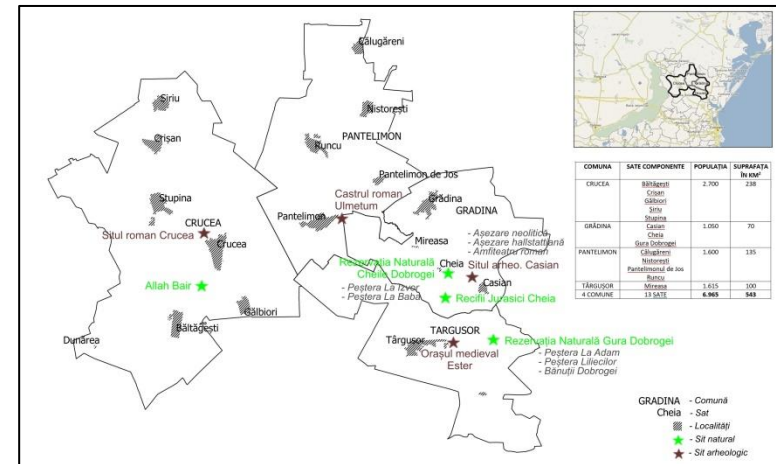 Călugăreni
Siriu
Nistorești
Crișan
PANTELIMON
Runcu
Pantelimon de Jos
Castrul roman
Ulmetum
Grădina
Stupina
GRADINA
CRUCEA
Pantelimon
- Așezare neolitică
Situl roman Crucea
- Așezare hallstattiană
Crucea
Mireasa
- Amfiteatru roman
Rezervația Naturală
Cheile Dobrogei
Cheia
Situl arheo. Casian
Allah Bair
- Peștera La Izvor
- Peștera La Baba
Casian
Recifii Jurasici Cheia
Gălbiori
Băltăgești
Dunărea
TARGUSOR
Târgușor
Rezervația Naturală Gura Dobrogei
Orașul medieval
Ester
- Peștera La Adam
- Peștera Liliecilor
- Bănuții Dobrogei
COMUNA SATE COMPONENTE POPULAȚIA SUPRAFAȚA ÎN KM²
CRUCEA Băltăgești 2.700 238
Crișan
Gălbiori
Șiriu
Stupina
GRĂDINA Casian 1.050 70
Cheia
Gura Dobrogei
PANTELIMON Călugăreni 1.600 135
Nistorești
Pantelimonul de Jos
Runcu
TÂRGUȘOR Mireasa 1.615 100
4 COMUNE 13 SATE 6.965 543
GRADINA - Comună
Cheia - Sat
- Localități
- Sit natural
- Sit arheologic